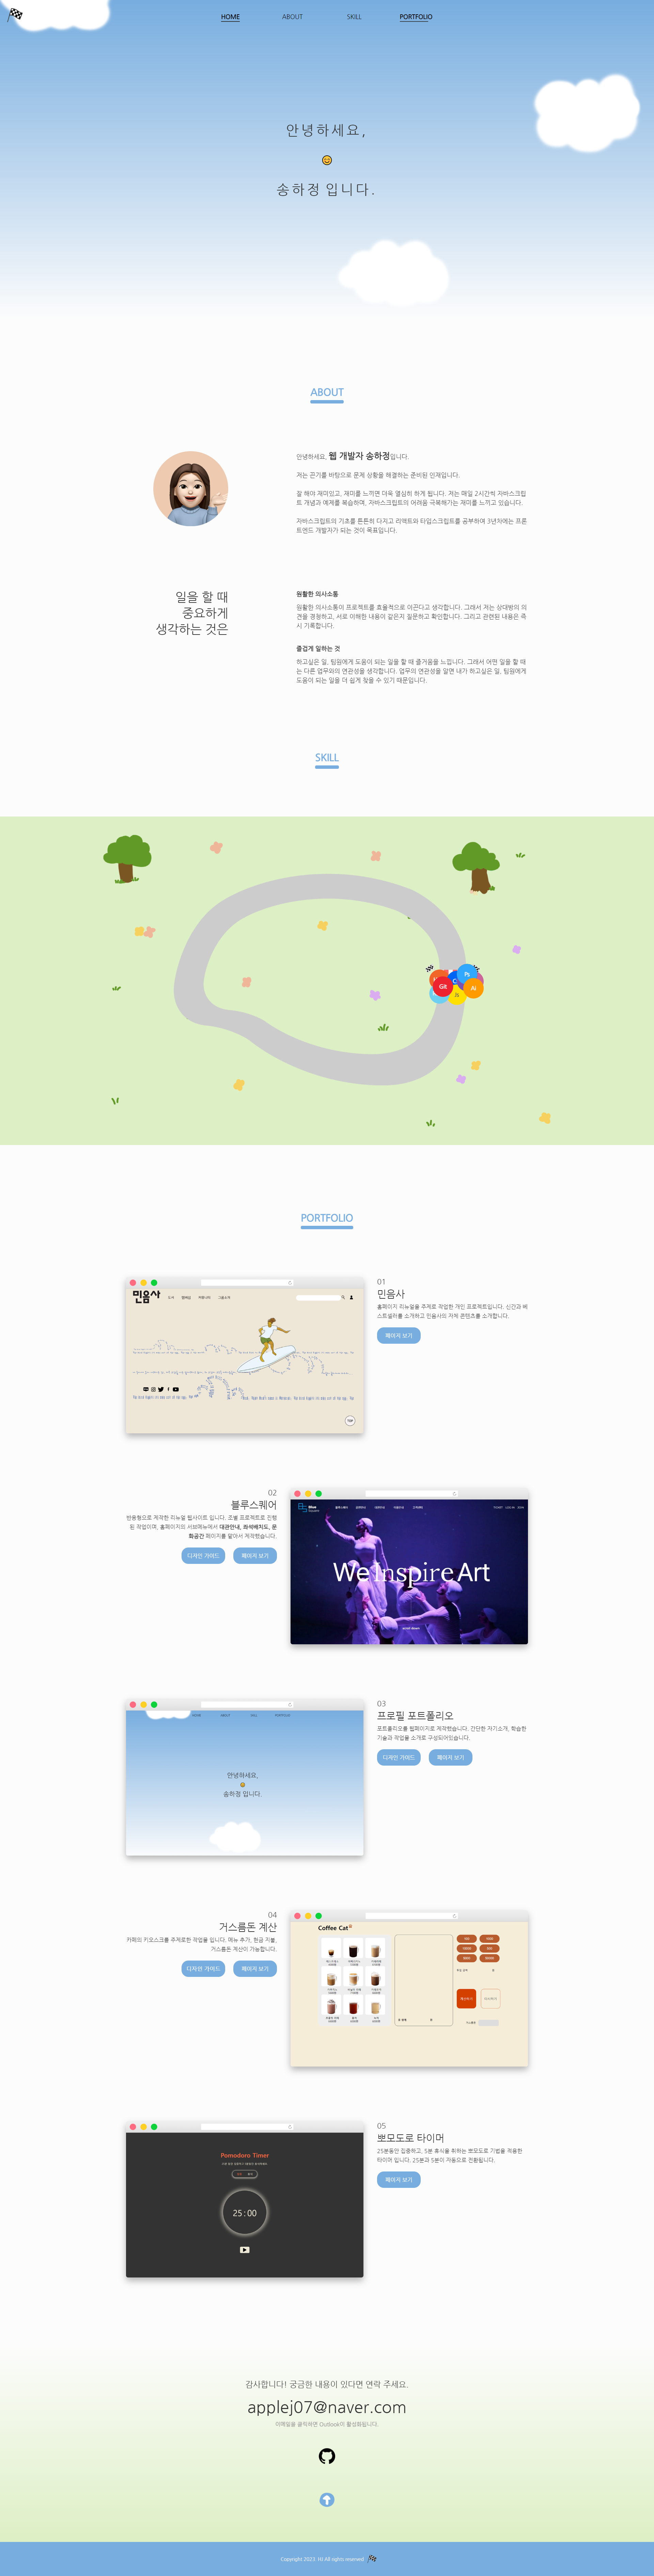 HOME ABOUT SKILL PORTFOLIO
안녕하세요,
송하정 입니다.
ABOUT
안녕하세요, 웹 개발자 송하정입니다.
저는 끈기를 바탕으로 문제 상황을 해결하는 준비된 인재입니다.
잘 해야 재미있고, 재미를 느끼면 더욱 열심히 하게 됩니다. 저는 매일 2시간씩 자바스크립
트 개념과 예제를 복습하며, 자바스크립트의 어려움 극복해가는 재미를 느끼고 있습니다.
자바스크립트의 기초를 튼튼히 다지고 리액트와 타입스크립트를 공부하며 3년차에는 프론
트엔드 개발자가 되는 것이 목표입니다.
일을 할 때
중요하게
생각하는 것은
원활한 의사소통
원활한 의사소통이 프로젝트를 효율적으로 이끈다고 생각합니다. 그래서 저는 상대방의 의
견을 경청하고, 서로 이해한 내용이 같은지 질문하고 확인합니다. 그리고 관련된 내용은 즉
시 기록합니다.
즐겁게 일하는 것
하고싶은 일, 팀원에게 도움이 되는 일을 할 때 즐거움을 느낍니다. 그래서 어떤 일을 할 때
는 다른 업무와의 연관성을 생각합니다. 업무의 연관성을 알면 내가 하고싶은 일, 팀원에게
도움이 되는 일을 더 쉽게 찾을 수 있기 때문입니다.
SKILL
Ps
Git
Ai
Js
PORTFOLIO
민음사
TOP
01
민음사
홈페이지 리뉴얼을 주제로 작업한 개인 프로젝트입니다. 신간과 베
스트셀러를 소개하고 민음사의 자체 콘텐츠를 소개합니다.
페이지 보기
02
블루스퀘어
반응형으로 제작한 리뉴얼 웹사이트 입니다. 조별 프로젝트로 진행
된 작업이며, 홈페이지의 서브메뉴에서 대관안내, 좌석배치도, 문
화공간 페이지를 맡아서 제작했습니다.
디자인 가이드 페이지 보기
Blue
Square
We Inspire Art
HOME ABOUT SKILL PORTFOLIO
안녕하세요,
송하정 입니다.
03
프로필 포트폴리오
포트폴리오를 웹페이지로 제작했습니다. 간단한 자기소개, 학습한
기술과 작업물 소개로 구성되어있습니다.
디자인 가이드 페이지 보기
04
거스름돈 계산
카페의 키오스크를 주제로한 작업물 입니다. 메뉴 추가, 현금 지불,
거스름돈 계산이 가능합니다.
디자인 가이드 페이지 보기
Coffee Cat
Pomodoro Timer
25:00
05
뽀모도로 타이머
25분동안 집중하고, 5분 휴식을 취하는 뽀모도로 기법을 적용한
타이머 입니다. 25분과 5분이 자동으로 전환됩니다.
페이지 보기
감사합니다! 궁금한 내용이 있다면 연락 주세요.
applej07@naver.com
이메일을 클릭하면 Outlook이 활성화됩니다.
Copyright 2023. HJ All rights reserved.